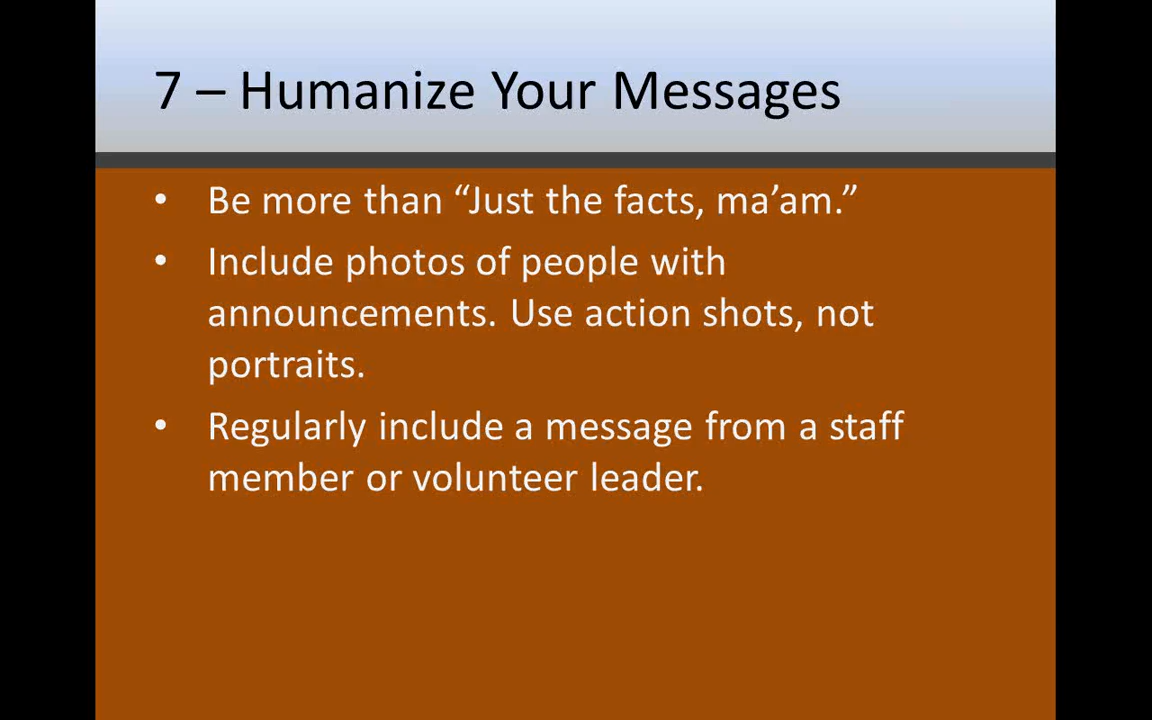 7 – Humanize Your Messages
• Be more than “Just the facts, ma’am.”
• Include photos of people with
announcements. Use action shots, not
portraits.
• Regularly include a message from a staff
member or volunteer leader.